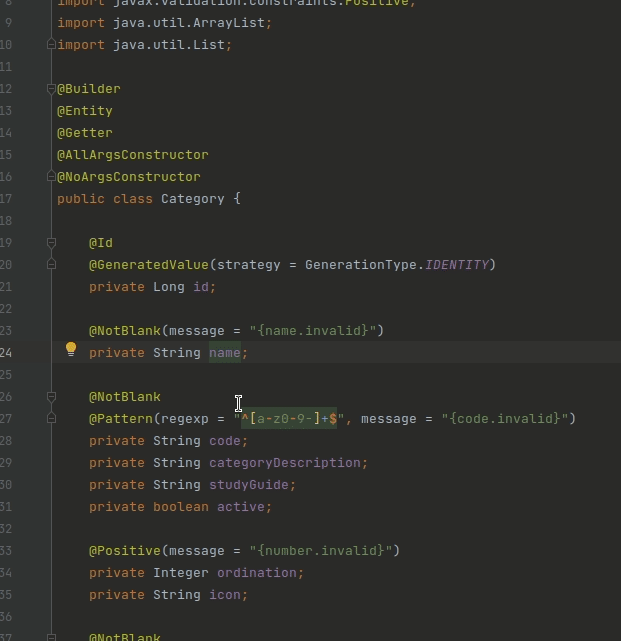 8 import javax.validation.constraints.Positive;
9 import java.util.ArrayList;
10 import java.util.List;
11
12 @Builder
13 @Entity
14 @Getter
15 @AllArgsConstructor
16 @NoArgsConstructor
17 public class Category {
18
19 @Id
20 @GeneratedValue(strategy = GenerationType.IDENTITY)
21 private Long id;
22
23 @NotBlank(message = "{name.invalid}")
24 private String name;
25
26 @NotBlank
27 @Pattern(regexp = "^[a-z0-9-]+$", message = "{code.invalid}")
28 private String code;
29 private String categoryDescription;
30 private String studyGuide;
31 private boolean active;
32
33 @Positive(message = "{number.invalid}")
34 private Integer ordination;
35 private String icon;
36
37 @NotBlank